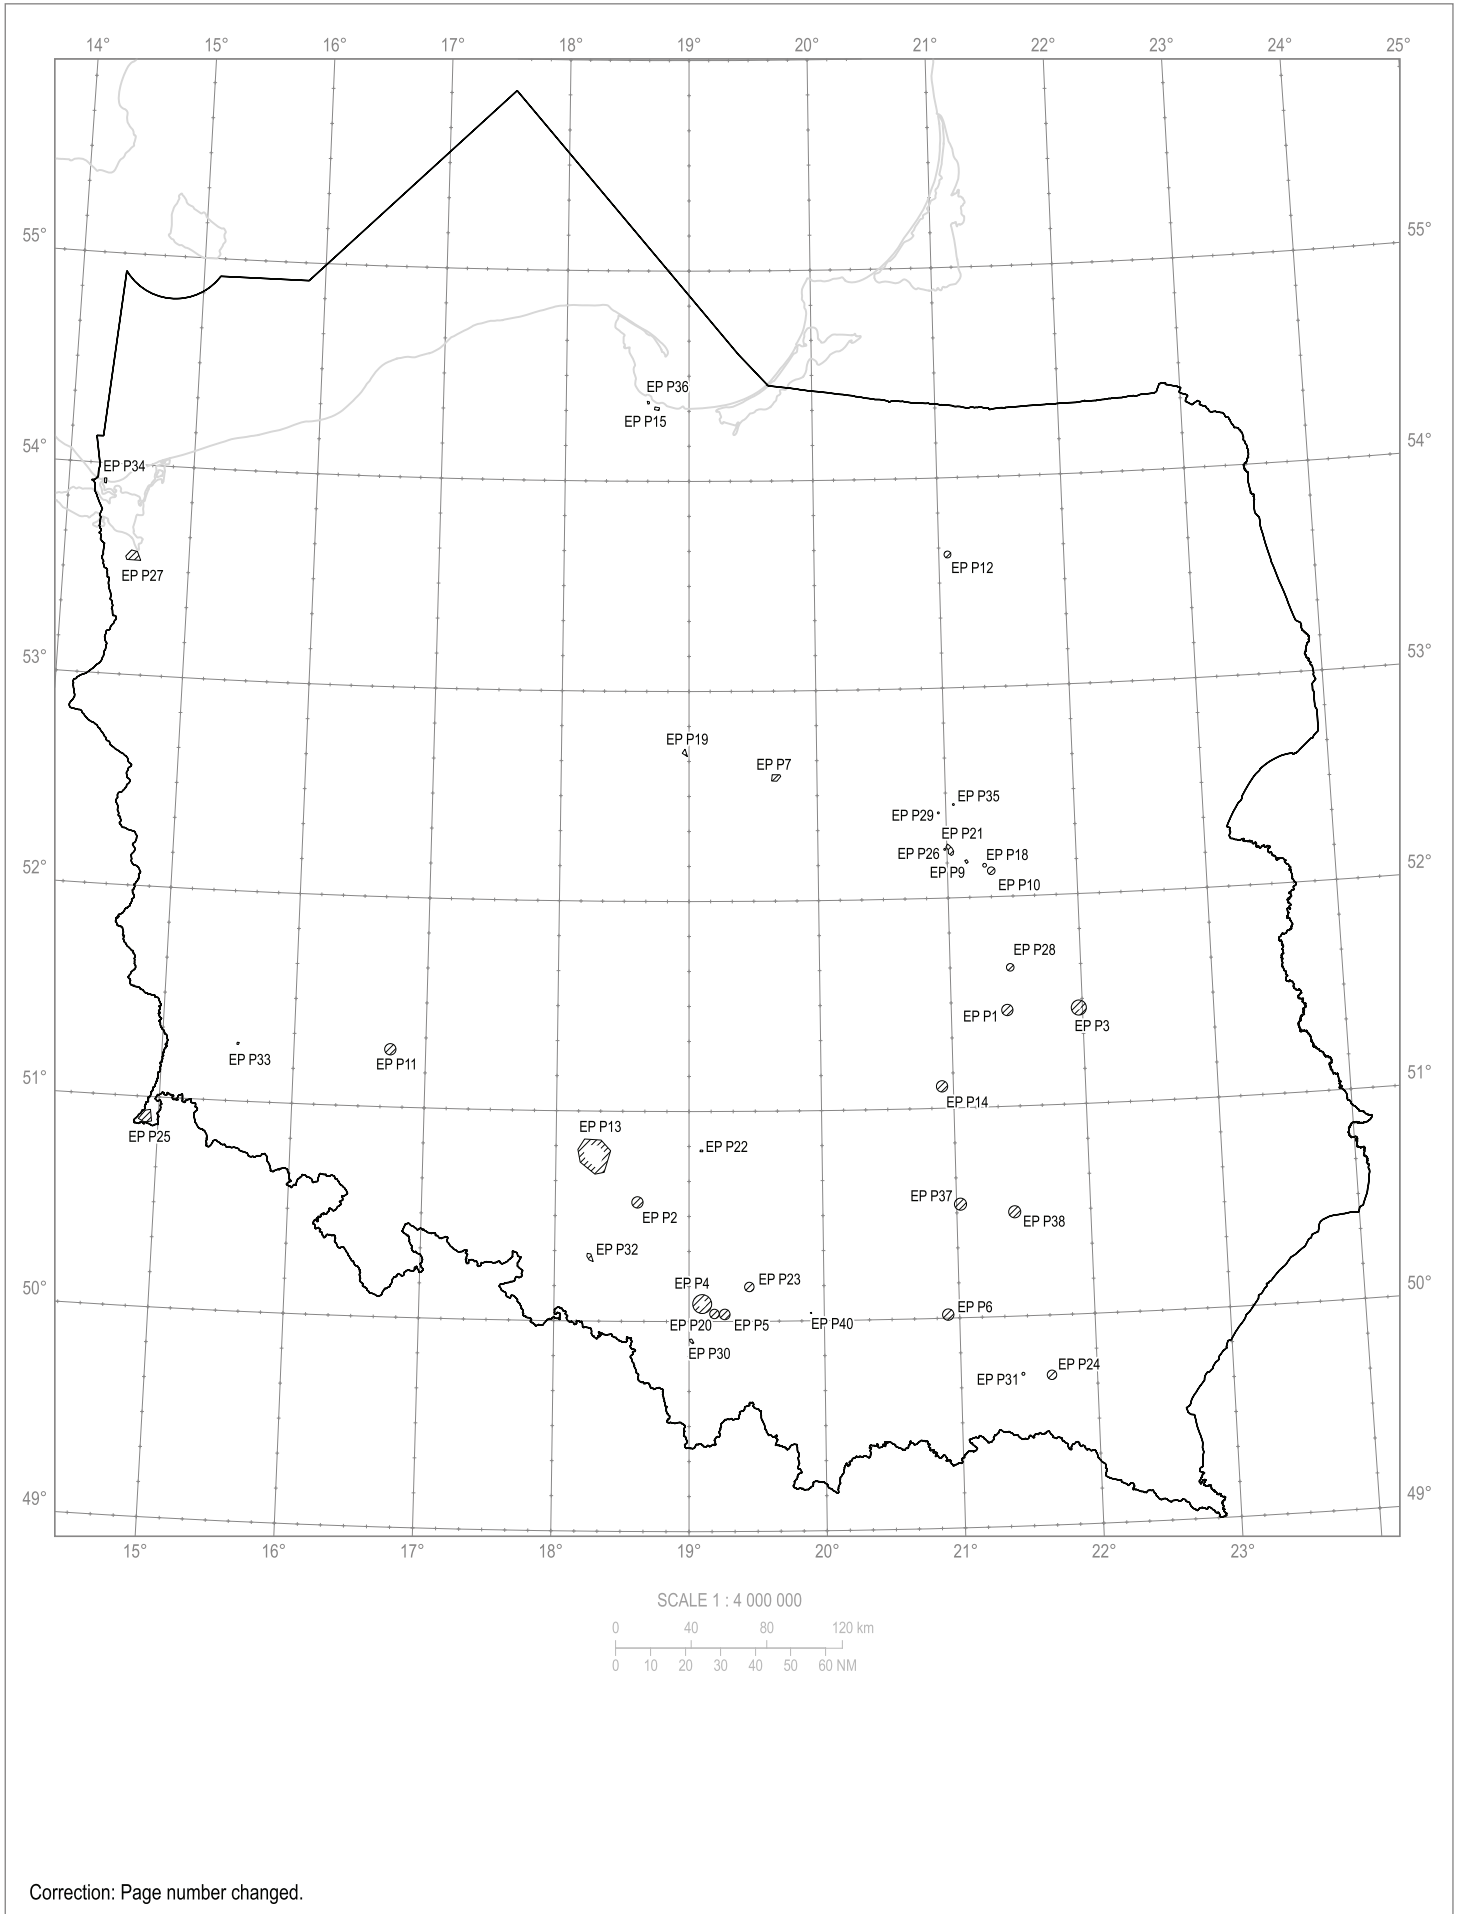 14° 15° 16° 17° 18° 19° 20° 21° 22° 23° 24° 25°
55° 55°
EP P36
EP P15
54° 54°
EP P34
EP P12
EP P27
53° 53°
EP P19
EP P7
EP P35
EP P29
EP P21
EP P26 EP P18
EP P9
EP P10
52° 52°
EP P28
EP P1
EP P3
EP P33
EP P11
51° 51°
EP P14
EP P25
EP P13
EP P22
EP P37
EP P2
EP P38
EP P32
EP P4 EP P23
50° 50°
EP P6
EP P20 EP P5 EP P40
EP P30
EP P24
EP P31
49° 49°
15° 16° 17° 18° 19° 20° 21° 22° 23°
SCALE 1 : 4 000 000
0 40 80 120 km
0 10 20 30 40 50 60 NM
Correction: Page number changed.